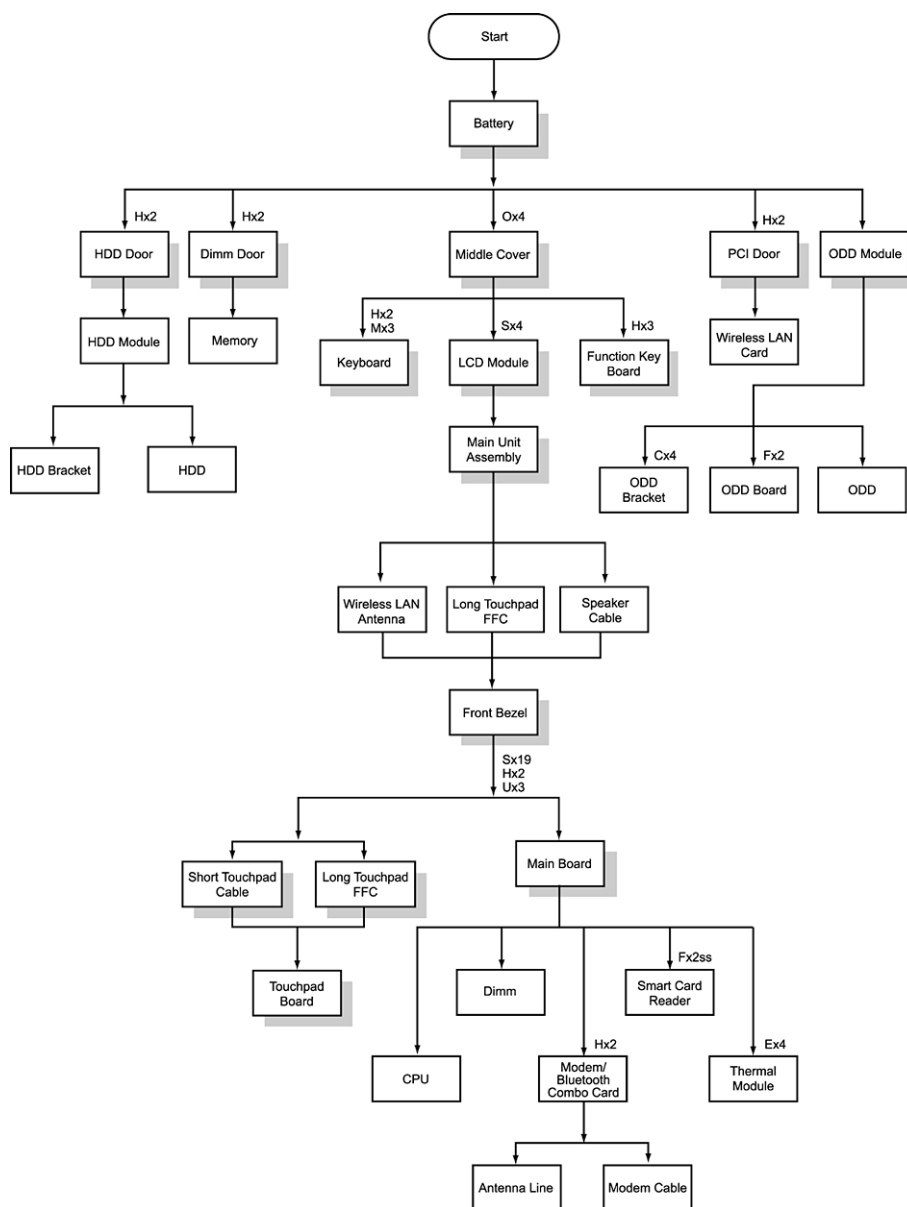 Start
Battery
Hx2
Hx2
Ox4
Hx2
HDD Door
Dimm Door
Middle Cover
PCI Door
ODD Module
Hx2
Mx3
Sx4
Hx3
HDD Module
Memory
Keyboard
LCD Module
Function Key
Board
Wireless LAN
Card
Main Unit
Assembly
HDD Bracket
HDD
Cx4
Fx2
ODD
Bracket
ODD Board
ODD
Wireless LAN
Antenna
Long Touchpad
FFC
Speaker
Cable
Front Bezel
Sx19
Hx2
Ux3
Short Touchpad
Cable
Long Touchpad
FFC
Main Board
Touchpad
Board
Dimm
Fx2ss
Smart Card
Reader
CPU
Hx2
Modem/
Bluetooth
Combo Card
Ex4
Thermal
Module
Antenna Line
Modem Cable